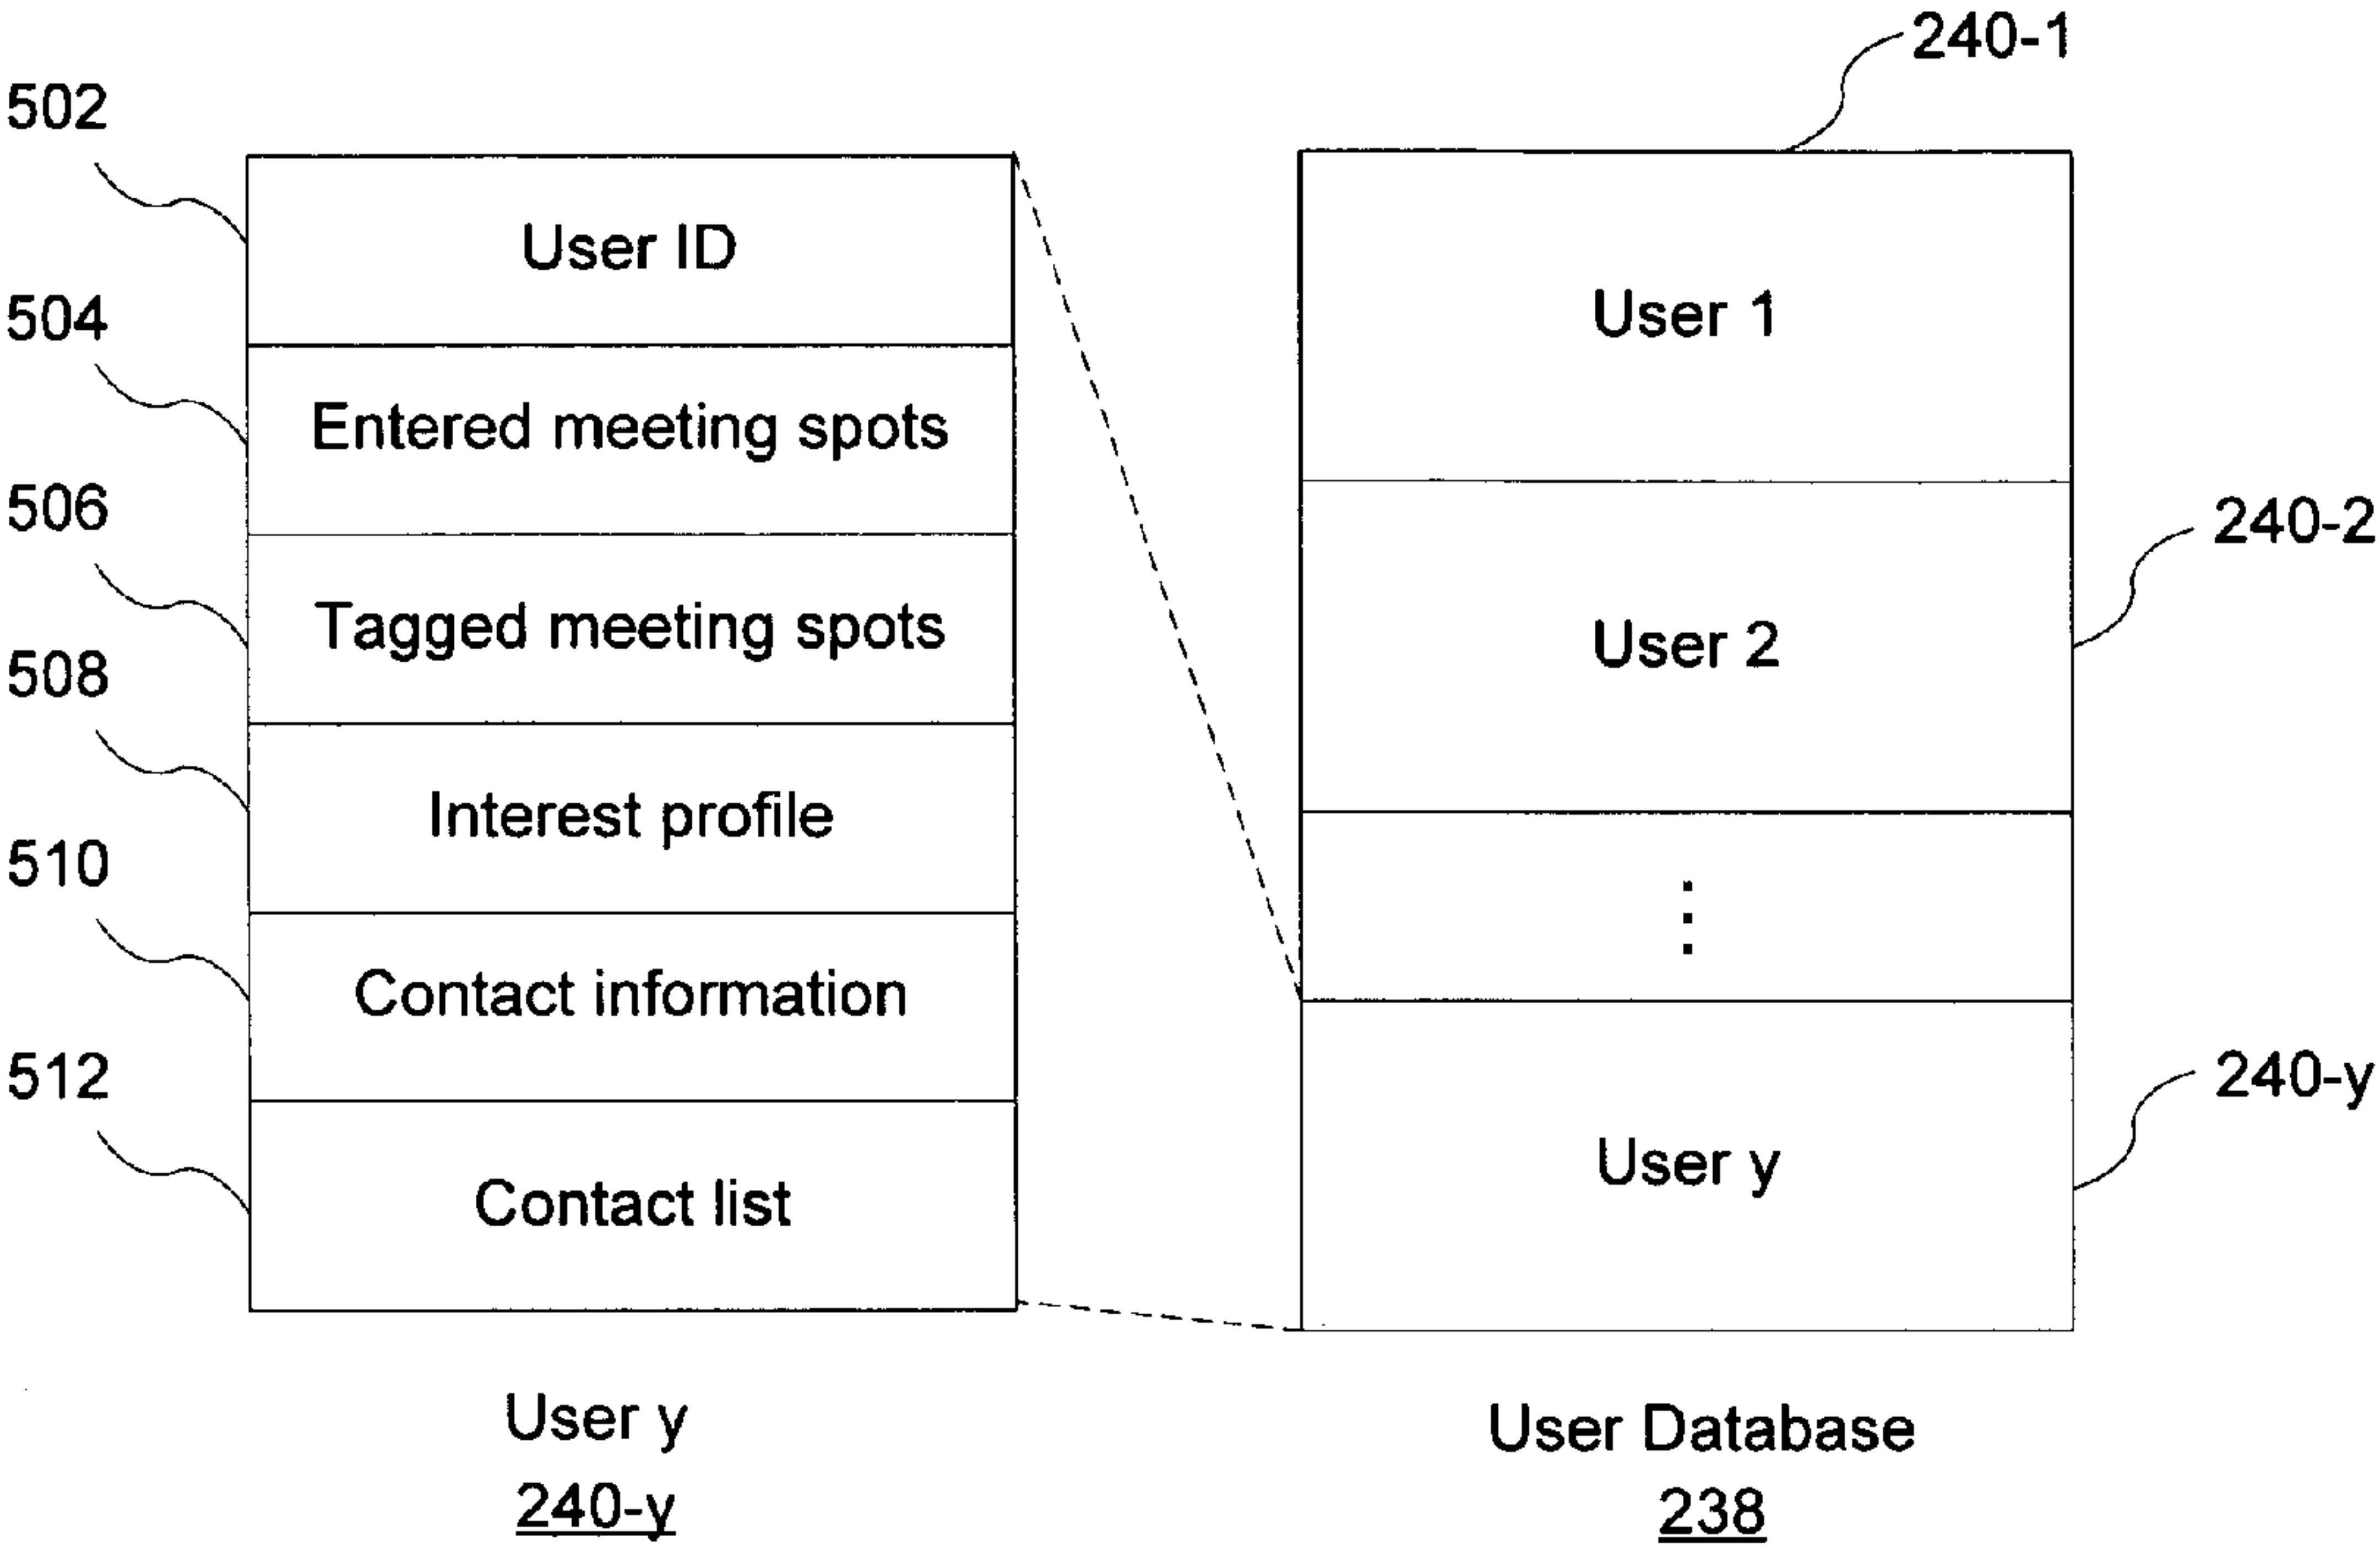 240-1
502
User ID
504
Entered meeting spots
506
Tagged meeting spots
508
Interest profile
510
Contact information
512
Contact list
User y
240-y
User 1
User 2
240-2
User y
240-y
User Database
238